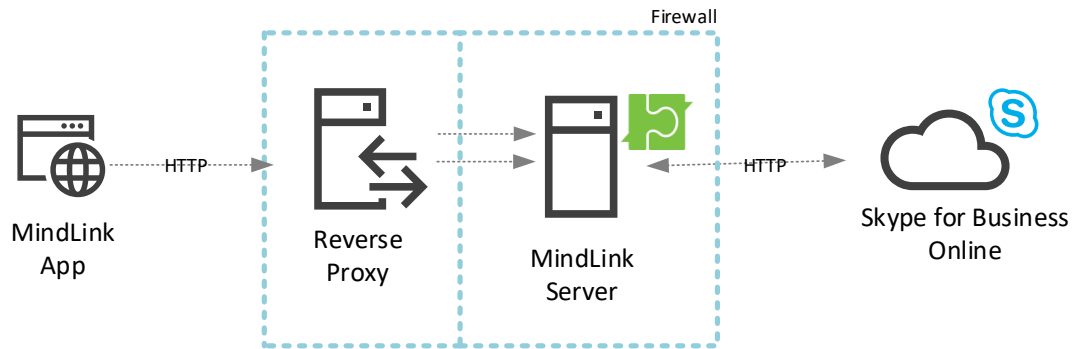 Firewall
HTTP
HTTP
S
MindLink
App
Reverse
Proxy
MindLink
Server
Skype for Business
Online